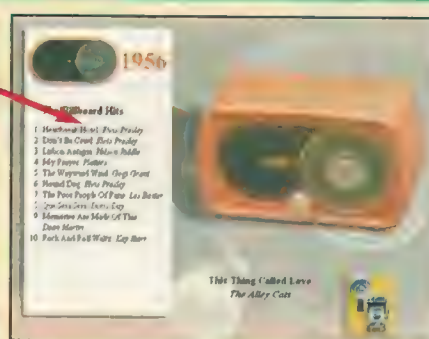 1956
The Billboard Hits
1 Heartbreak Hotel Elvis Presley
2 Don't Be Cruel Elvis Presley
3 Lisbon Antigua Nelson Riddle
4 My Prayer Platters
5 The Wayward Wind Gogi Grant
6 Hound Dog Elvis Presley
7 The Poor People Of Paris Les Baxter
8 Doris Day
9 Memories Are Made Of This
Dean Martin
10 Rock And Roll Waltz Kay Starr
This Thing Called Love
The Alley Cats